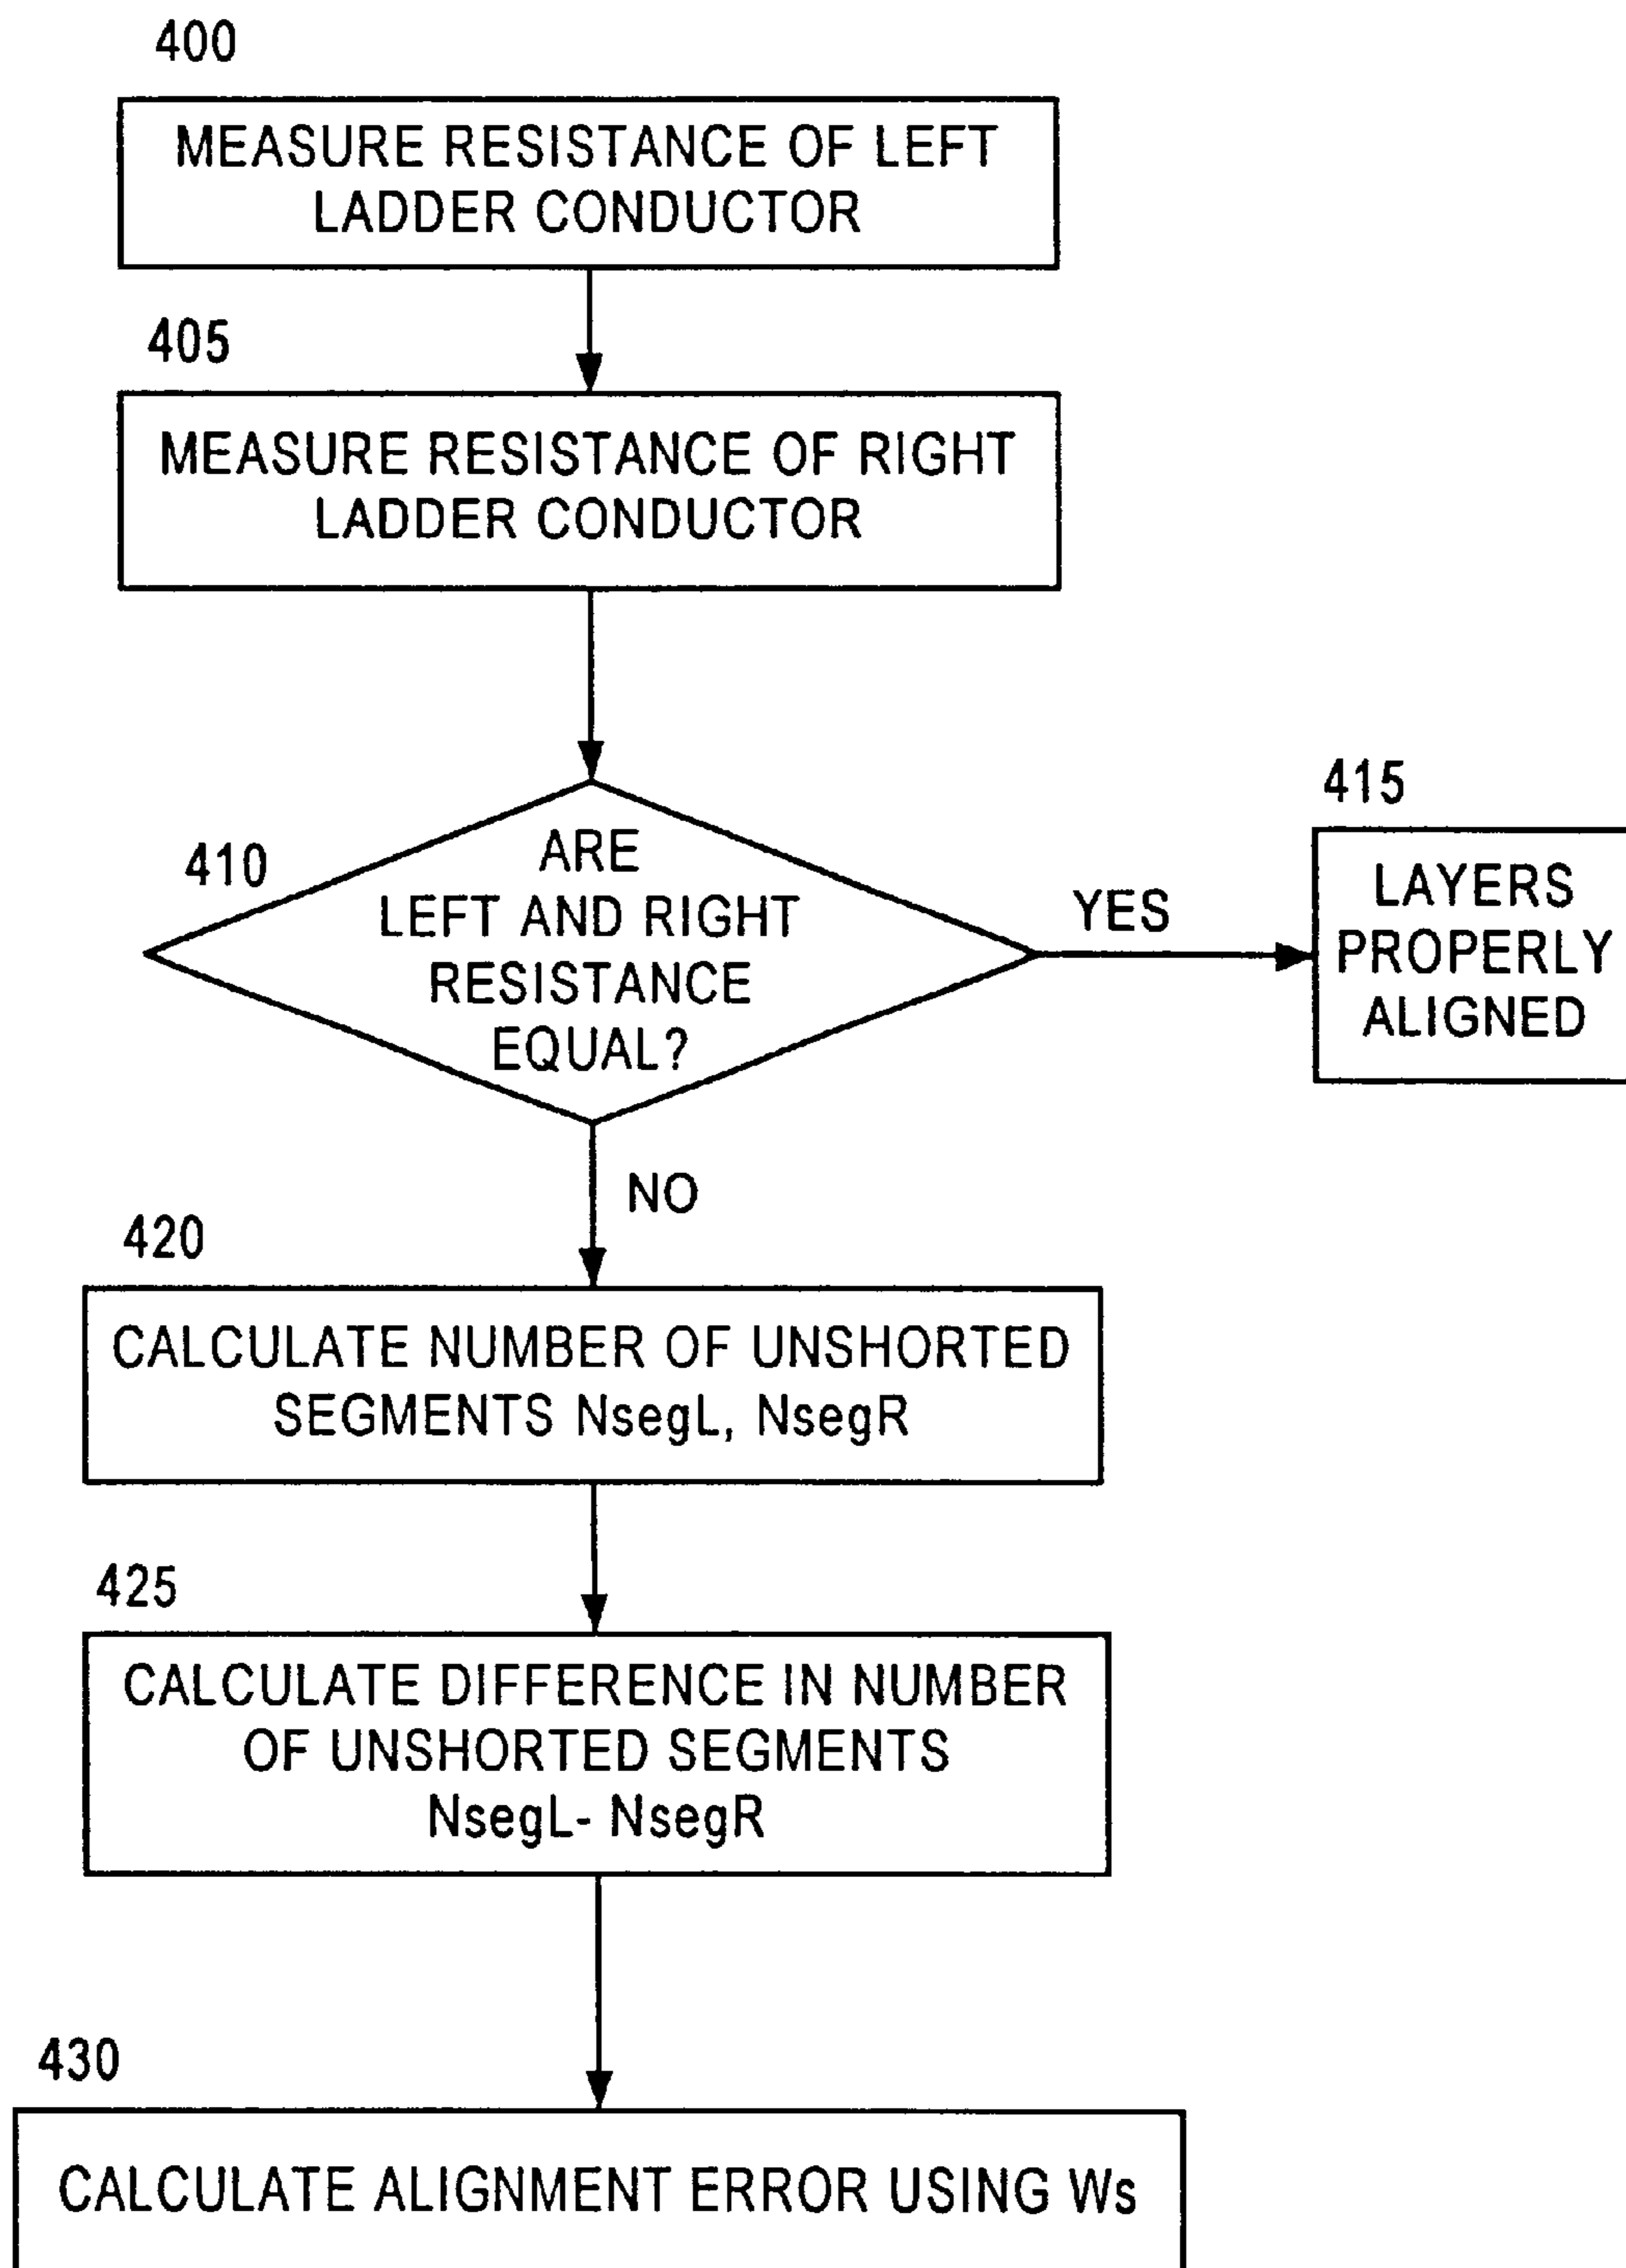 400
MEASURE RESISTANCE OF LEFT
LADDER CONDUCTOR
405
MEASURE RESISTANCE OF RIGHT
LADDER CONDUCTOR
410
ARE
LEFT AND RIGHT
RESISTANCE
EQUAL?
YES
415
LAYERS
PROPERLY
ALIGNED
NO
420
CALCULATE NUMBER OF UNSHORTED
SEGMENTS NsegL, NsegR
425
CALCULATE DIFFERENCE IN NUMBER
OF UNSHORTED SEGMENTS
NsegL- NsegR
430
CALCULATE ALIGNMENT ERROR USING Ws